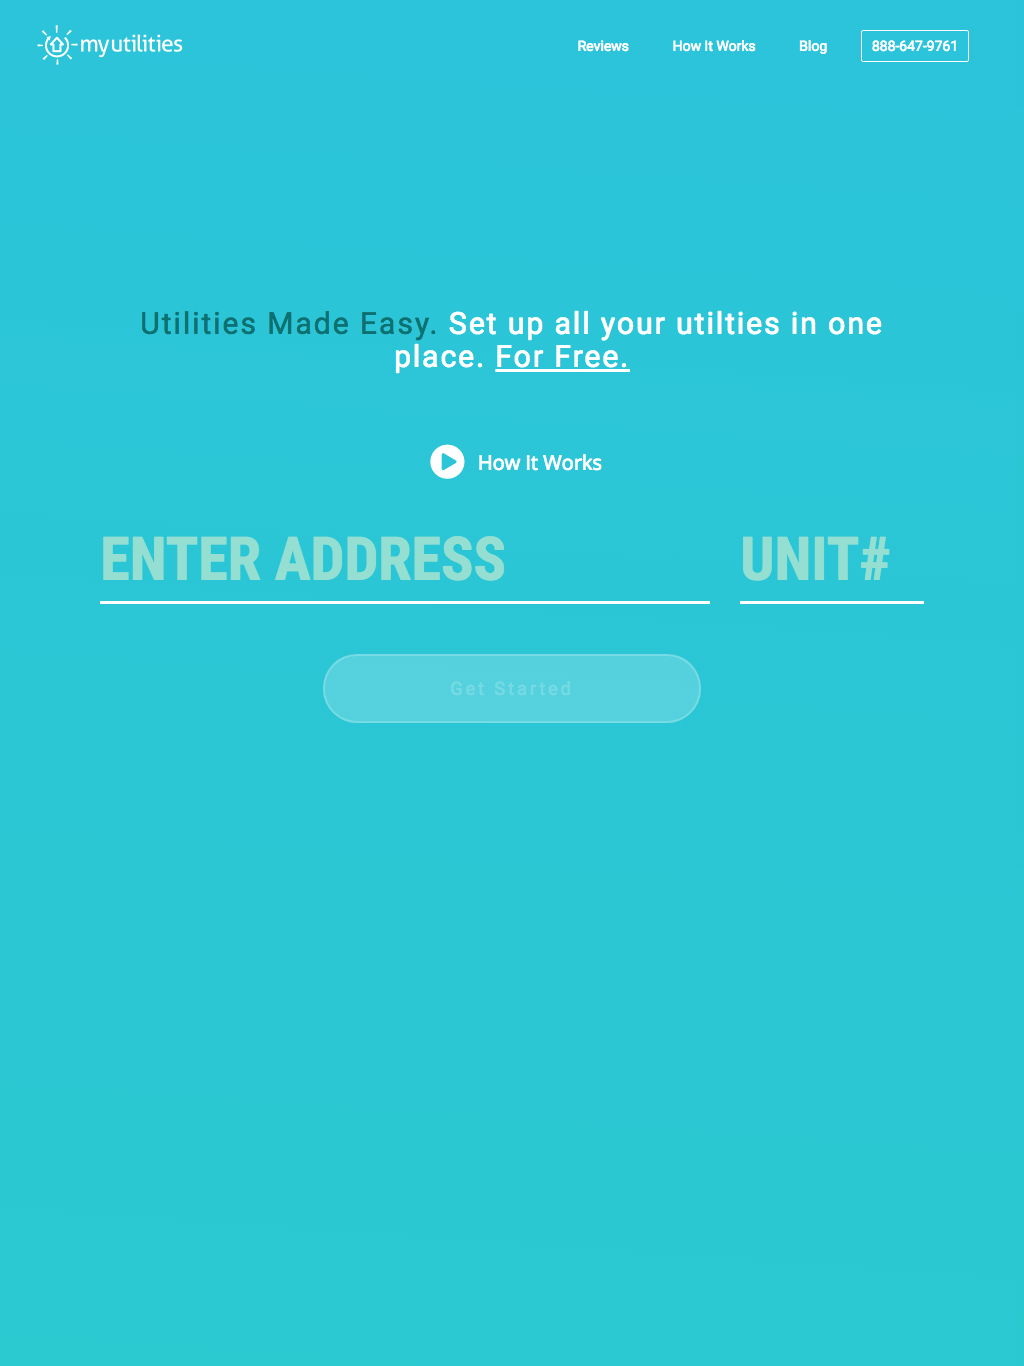 myutilities
Reviews How It Works Blog 888-647-9761
Utilities Made Easy. Set up all your utilties in one
place. For Free.
How It Works
ENTER ADDRESS UNIT#
Get Started